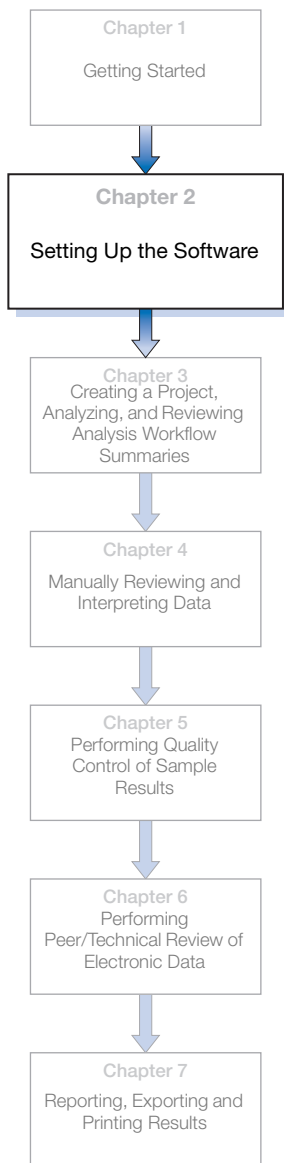 Chapter 1
Getting Started
Chapter 2
Setting Up the Software
Chapter 3
Creating a Project,
Analyzing, and Reviewing
Analysis Workflow
Summaries
Chapter 4
Manually Reviewing and
Interpreting Data
Chapter 5
Performing Quality
Control of Sample
Results
Chapter 6
Performing
Peer/Technical Review of
Electronic Data
Chapter 7
Reporting, Exporting and
Printing Results